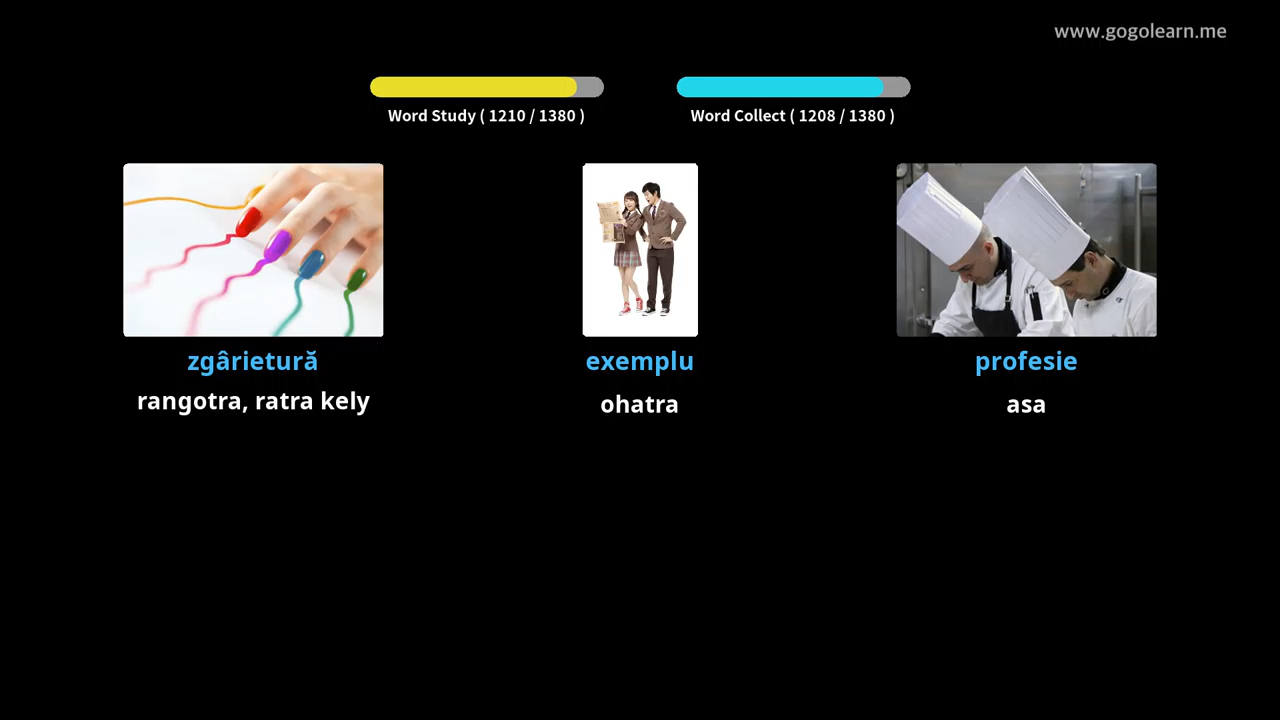 www.gogolearn.me
Word Study ( 1210 / 1380 )
Word Collect ( 1208 / 1380 )
zgârietură
exemplu
profesie
rangotra, ratra kely
ohatra
asa